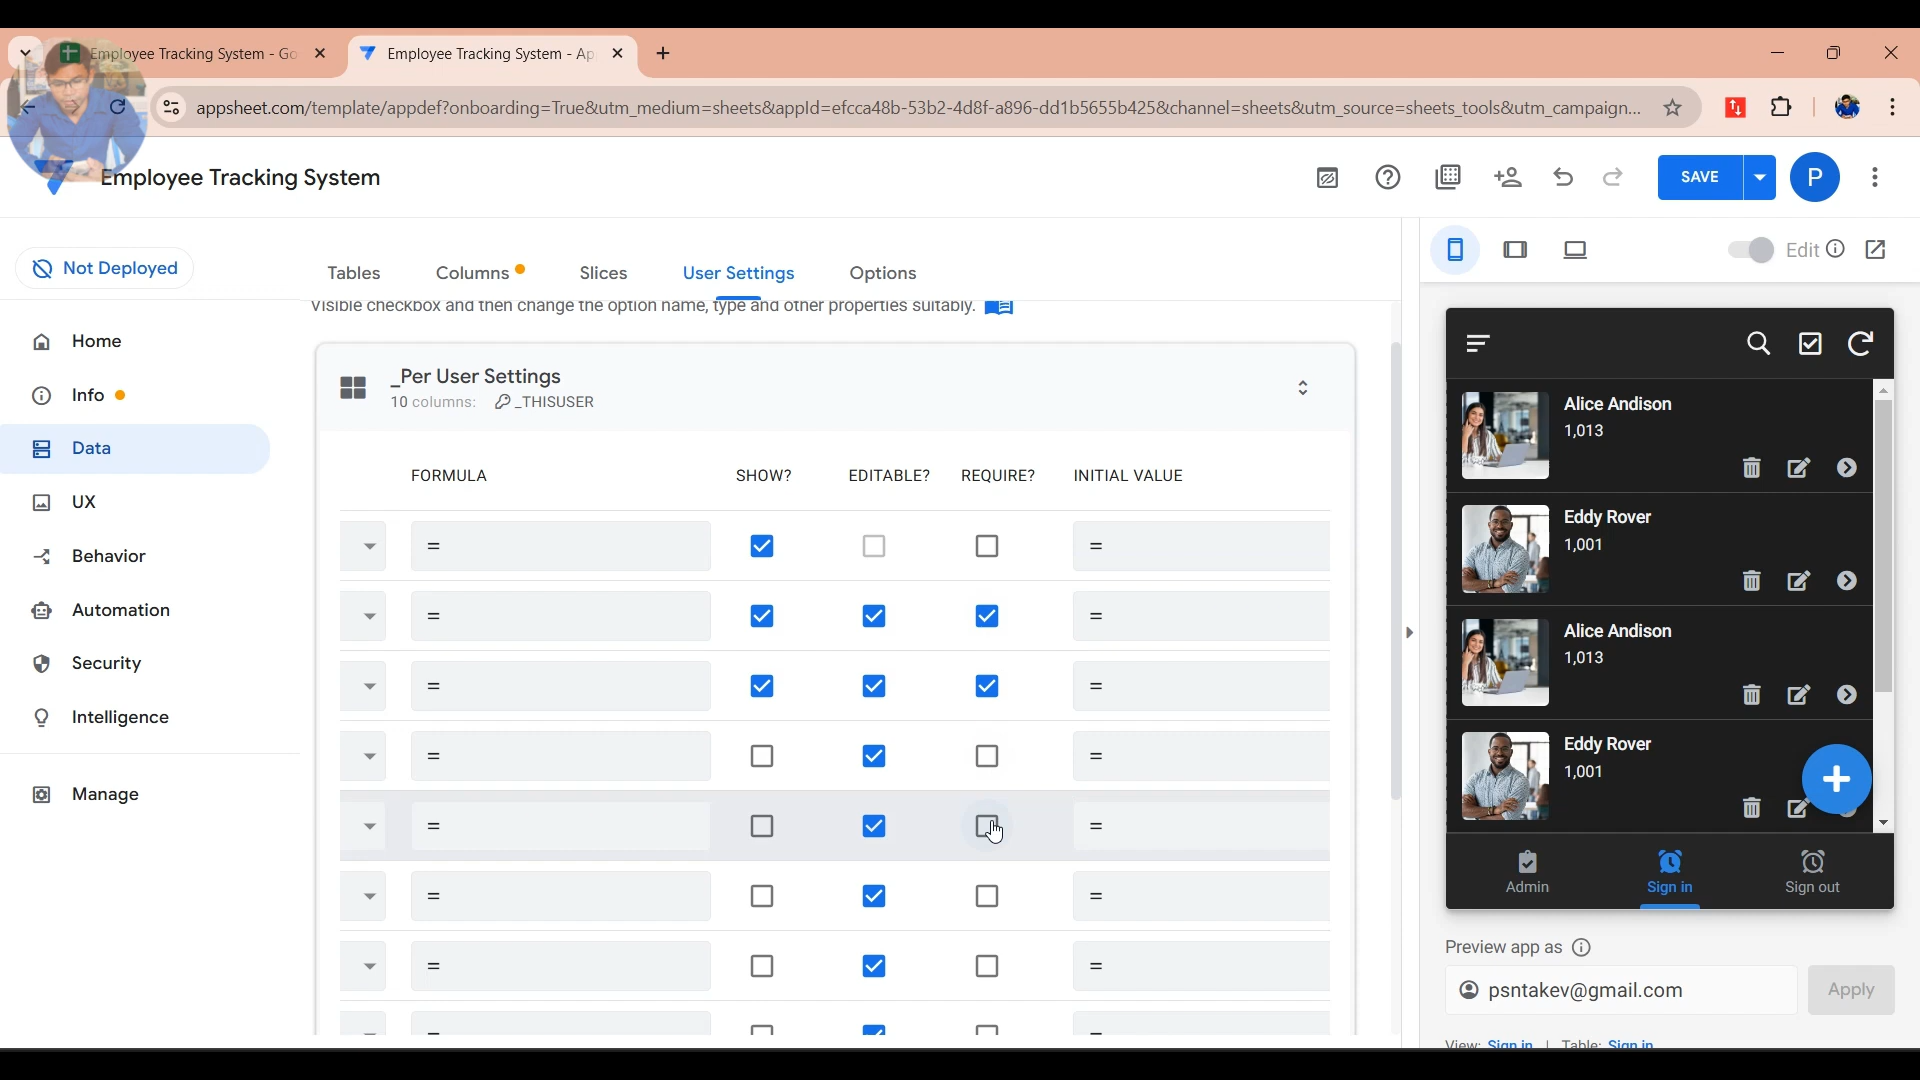 Employee Tracking System - Go
Employee Tracking System - Ap
appsheet.com/template/appdef?onboarding=True&utm_medium=sheets&appId=efcca48b-53b2-4d8f-a896-dd1b5655b425&channel=sheets&utm_source=sheets_tools&utm_campaign...
Employee Tracking System
SAVE
P
Not Deployed
Tables
Columns
Slices
User Settings
Options
Edit
Visible checkbox and then change the option name, type and other properties suitably.
Home
Info
Data
UX
Behavior
Automation
Security
Intelligence
Manage
_Per User Settings
10 columns: _THISUSER
FORMULA SHOW? EDITABLE? REQUIRE? INITIAL VALUE
= =
= =
= =
= =
= =
= =
= =
=
Alice Andison
1,013
Eddy Rover
1,001
Alice Andison
1,013
Eddy Rover
1,001
Admin
Sign in
Sign out
Preview app as
psntakev@gmail.com
Apply
View: Sign in | Table: Sign in